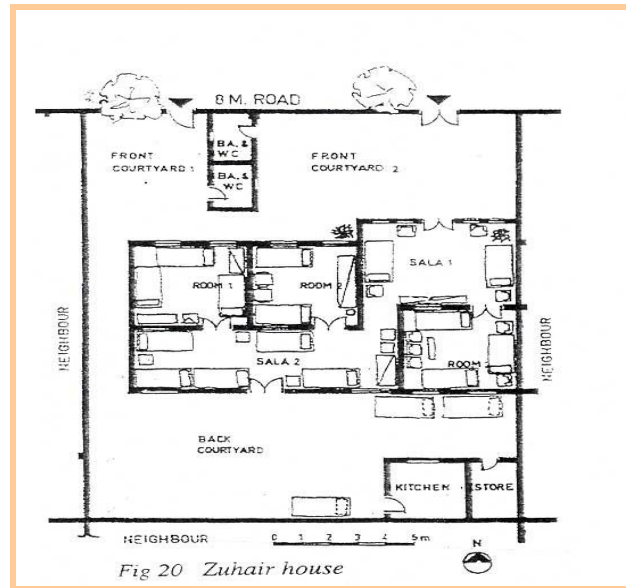 8 M. ROAD
FRONT
COURTYARD 1
BA. &
WC
BA. &
WC
FRONT
COURTYARD 2
SALA 1
ROOM 1
ROOM 2
SALA 2
ROOM
NEIGHBOUR
NEIGHBOUR
BACK
COURTYARD
KITCHEN
STORE
NEIGHBOUR
0 1 2 3 4 5m
N
Fig 20 Zuhair house